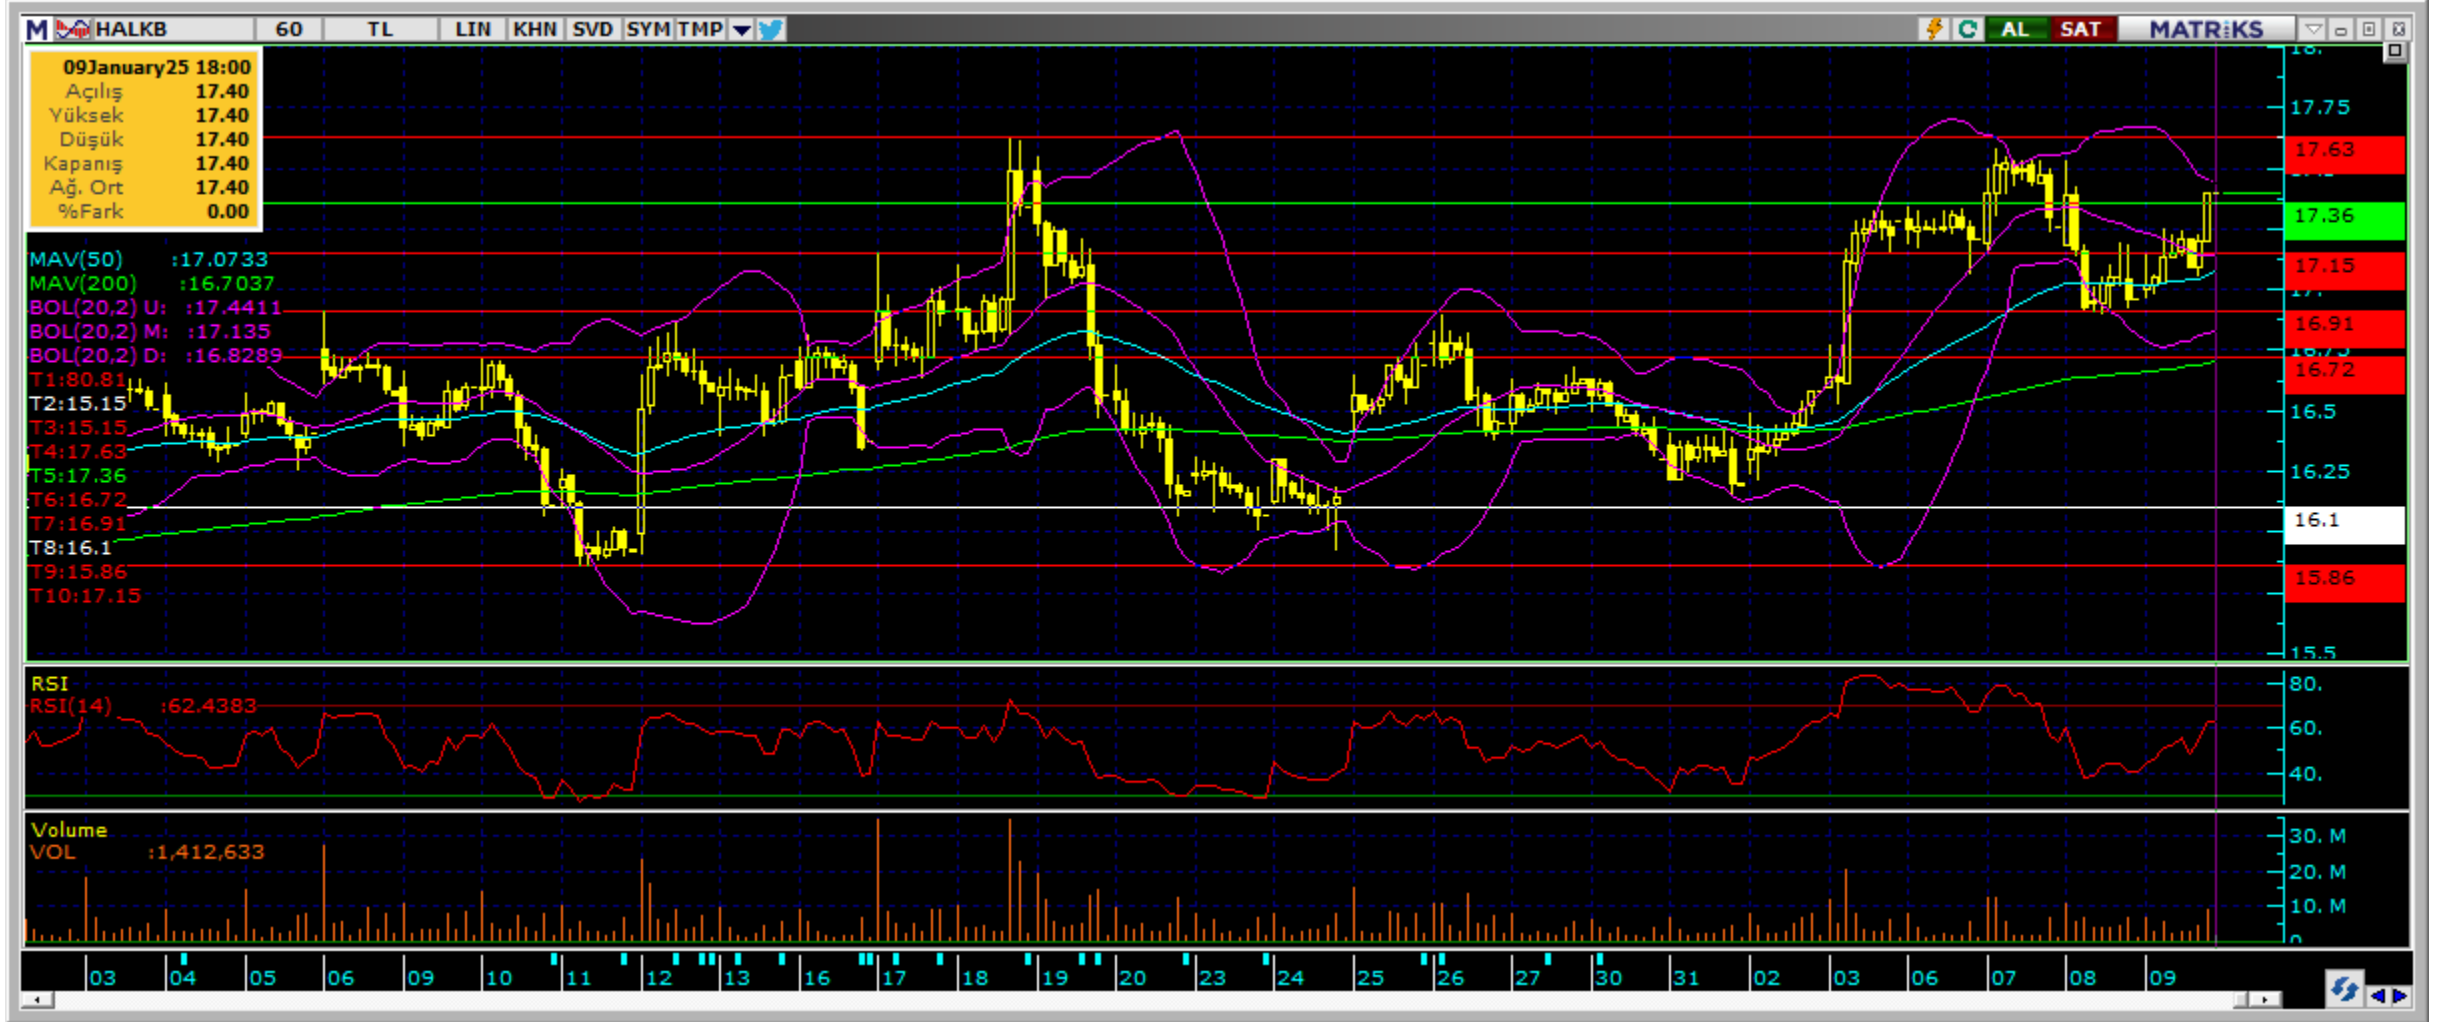 M HALKB 60 TL LIN KHN SVD SYM TMP AL SAT MATRiKS
09January25 18:00
Açılış 17.40
Yüksek 17.40
Düşük 17.40
Kapanış 17.40
Ağ. Ort 17.40
%Fark 0.00
MAV(50) :17.0733
MAV(200) :16.7037
BOL(20,2) U: :17.4411
BOL(20,2) M: :17.135
BOL(20,2) D: :16.8289
T1:80.81
T2:15.15
T3:15.15
T4:17.63
T5:17.36
T6:16.72
T7:16.91
T8:16.1
T9:15.86
T10:17.15
18.
17.75
17.63
17.36
17.15
17.
16.91
16.75
16.72
16.5
16.25
16.1
15.86
15.5
RSI
RSI(14) :62.4383
80.
60.
40.
Volume
VOL :1,412,633
30. M
20. M
10. M
0
03 04 05 06 09 10 11 12 13 16 17 18 19 20 23 24 25 26 27 30 31 02 03 06 07 08 09